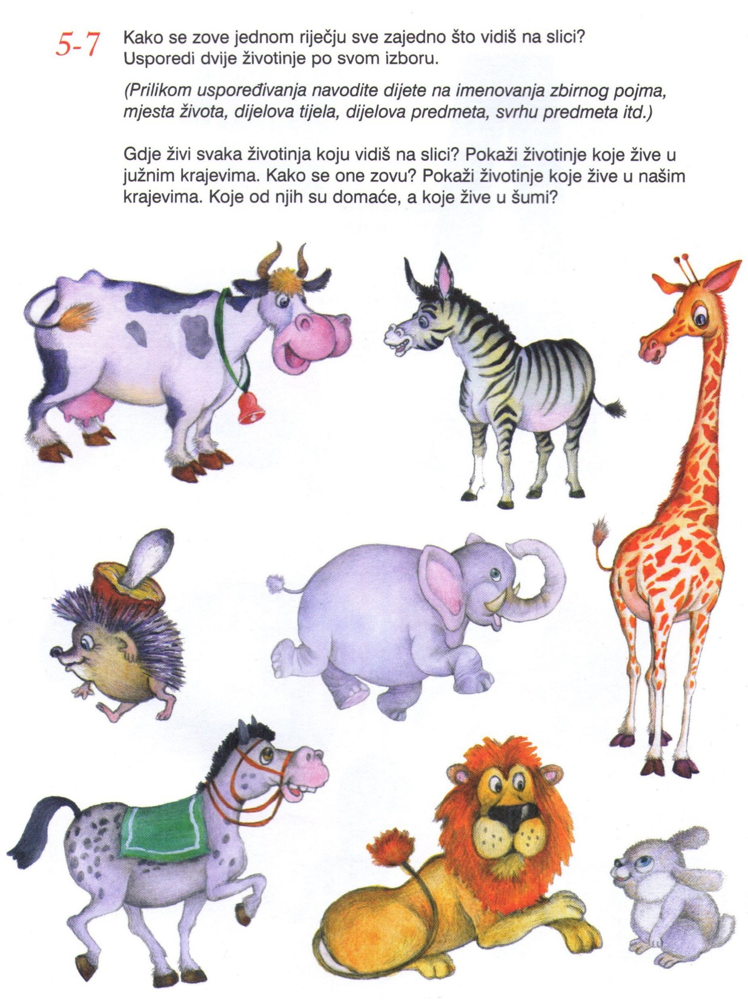 5-7
Kako se zove jednom riječju sve zajedno što vidiš na slici?
Usporedi dvije životinje po svom izboru.
(Prilikom uspoređivanja navodite dijete na imenovanja zbirnog pojma,
mjesta života, dijelova tijela, dijelova predmeta, svrhu predmeta itd.)
Gdje živi svaka životinja koju vidiš na slici? Pokaži životinje koje žive u
južnim krajevima. Kako se one zovu? Pokaži životinje koje žive u našim
krajevima. Koje od njih su domaće, a koje žive u šumi?